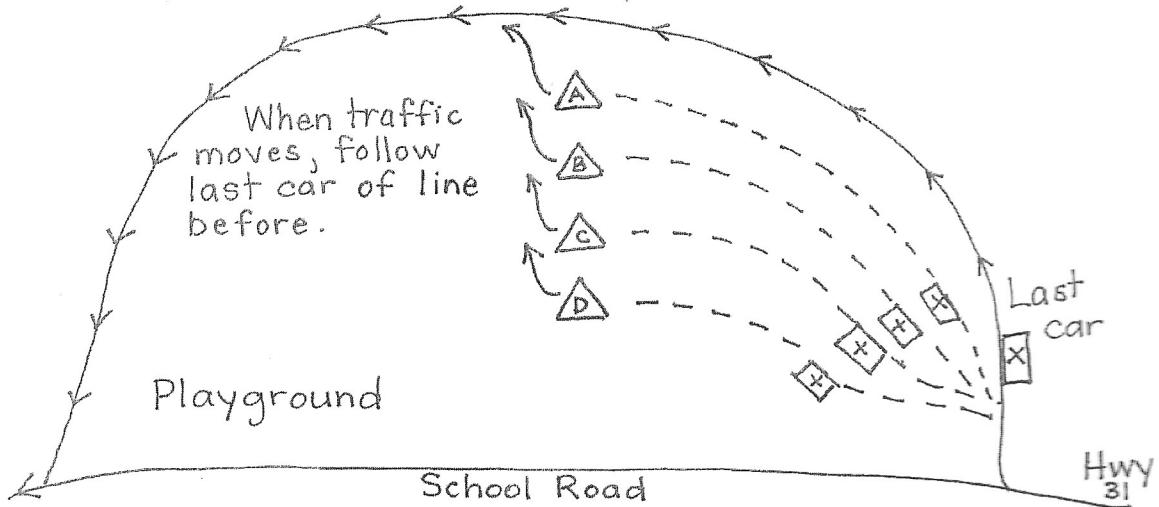 When traffic
moves, follow
last car of line
before.
A
B
C
D
Last
car
X
Playground
School Road
Hwy
31